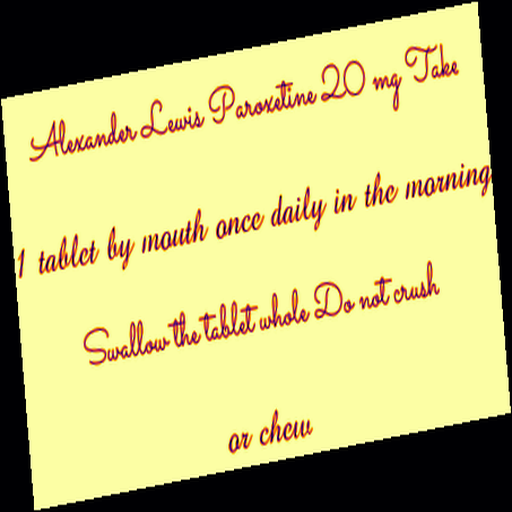 Alexander Lewis Paroxetine 20 mg Take
1 tablet by mouth once daily in the morning
Swallow the tablet whole Do not crush
or chew